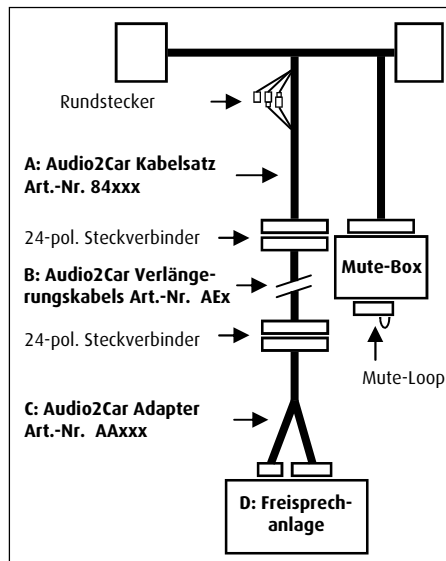 Rundstecker
A: Audio2Car Kabelsatz
Art.-Nr. 84xxx
24-pol. Steckverbinder
B: Audio2Car Verlänge-
rungskabels Art.-Nr. AEx
Mute-Box
24-pol. Steckverbinder
Mute-Loop
C: Audio2Car Adapter
Art.-Nr. AAxxx
D: Freisprech-
anlage